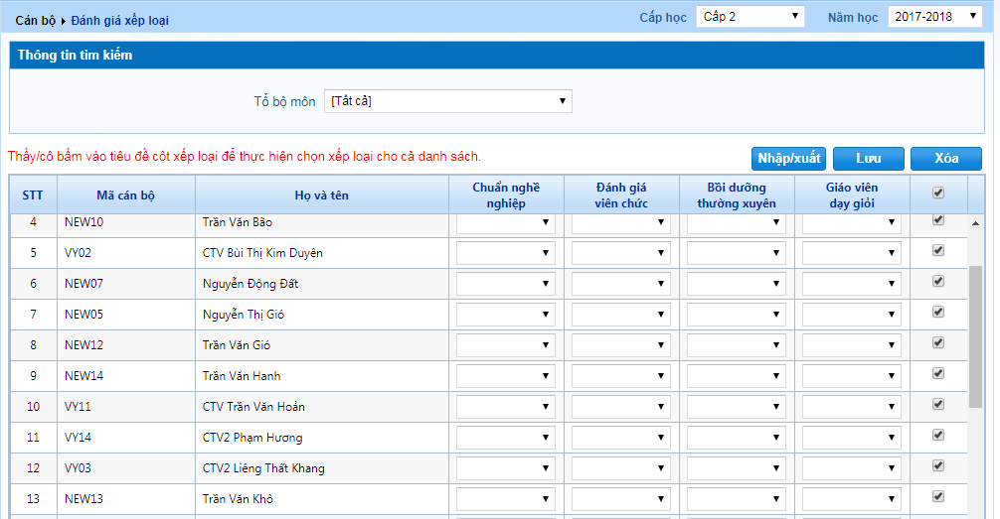 Cán bộ Đánh giá xếp loại Cấp học Cấp 2 Năm học 2017-2018
Thông tin tìm kiếm
Tổ bộ môn [Tất cả]
Thầy/cô bấm vào tiêu đề cột xếp loại để thực hiện chọn xếp loại cho cả danh sách. Nhập/xuất Lưu Xóa
STT Mã cán bộ Họ và tên Chuẩn nghề nghiệp Đánh giá viên chức Bồi dưỡng thường xuyên Giáo viên dạy giỏi
4 NEW10 Trần Văn Bão
5 VY02 CTV Bùi Thị Kim Duyên
6 NEW07 Nguyễn Động Đất
7 NEW05 Nguyễn Thị Gió
8 NEW12 Trần Văn Gió
9 NEW14 Trần Văn Hanh
10 VY11 CTV Trần Văn Hoẳn
11 VY14 CTV2 Phạm Hương
12 VY03 CTV2 Liêng Thất Khang
13 NEW13 Trần Văn Khô